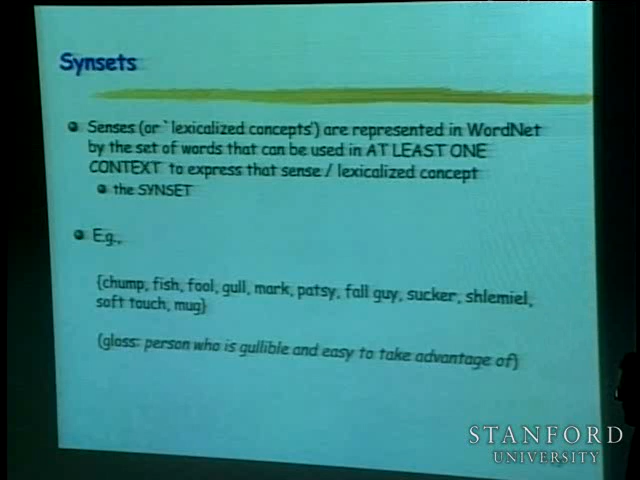 Synsets
Senses (or `lexicalized concepts') are represented in WordNet
by the set of words that can be used in AT LEAST ONE
CONTEXT to express that sense / lexicalized concept
the SYNSET
E.g.,
{chump, fish, fool, gull, mark, patsy, fall guy, sucker, shlemiel,
soft touch, mug}
(gloss: person who is gullible and easy to take advantage of)
STANFORD
UNIVERSITY